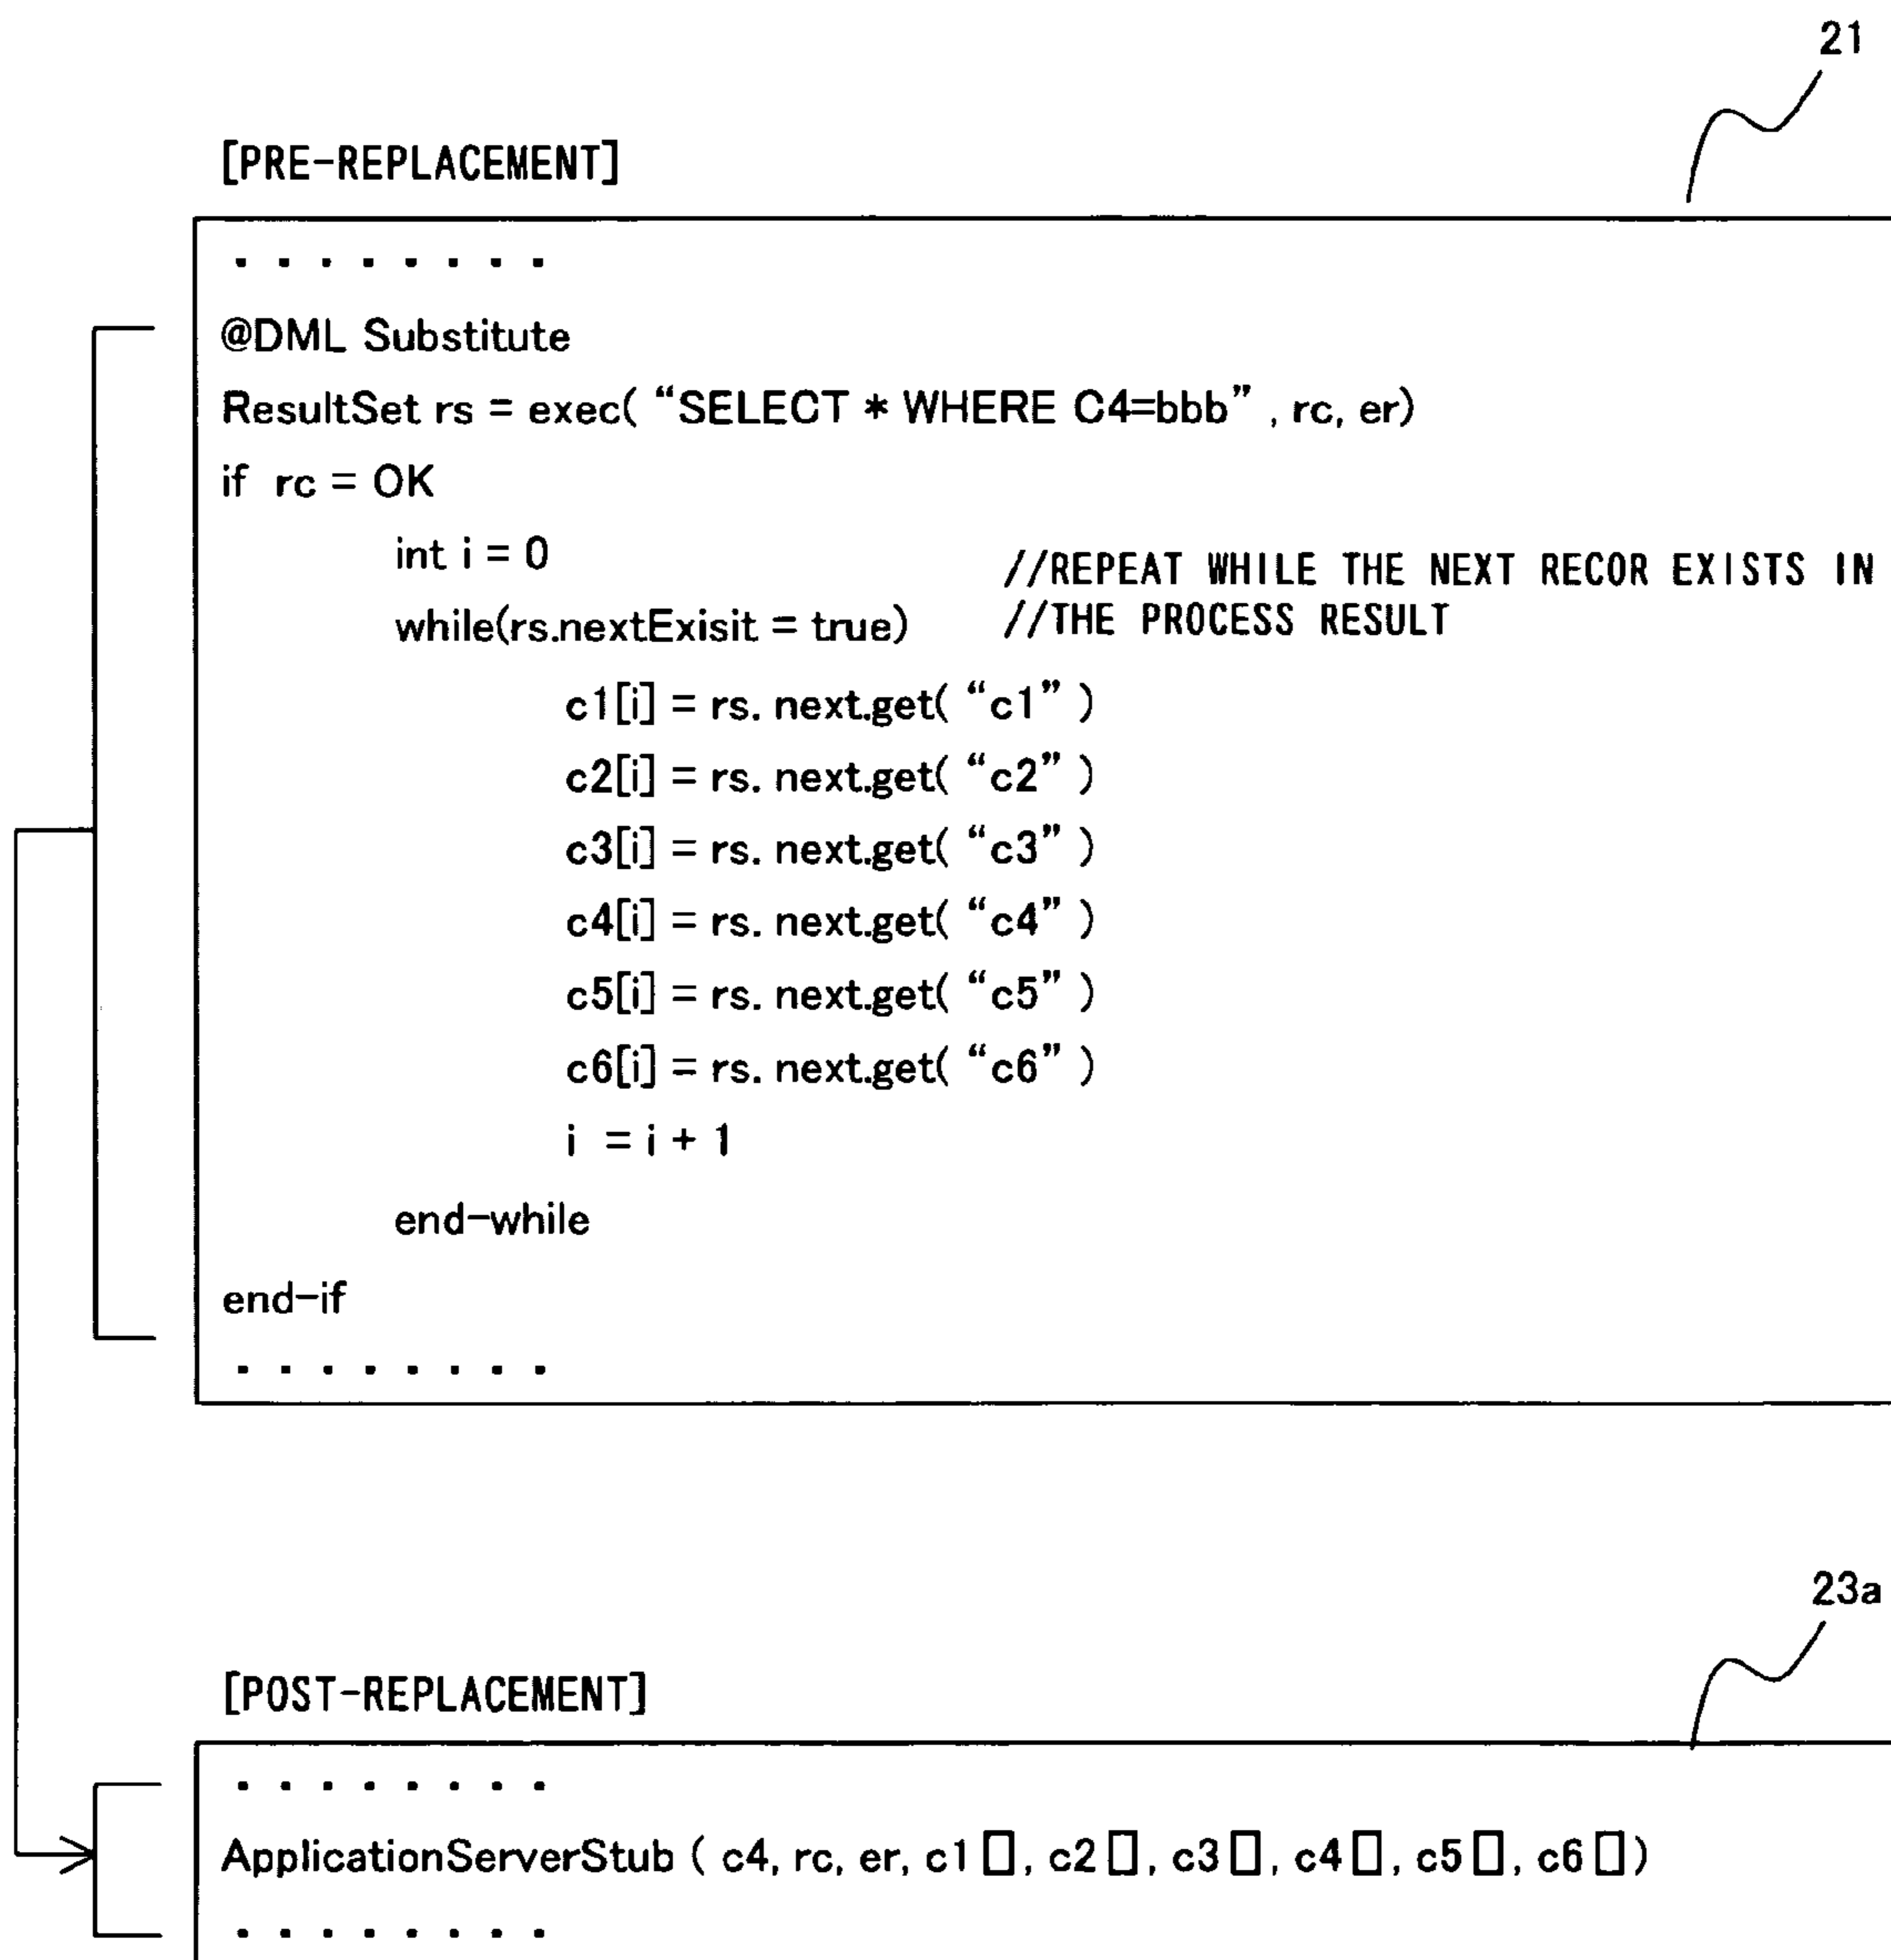 21
[PRE-REPLACEMENT]
. . . . . . . .
@DML Substitute
ResultSet rs = exec( “SELECT * WHERE C4=bbb” , rc, er)
if rc = OK
int i = 0
//REPEAT WHILE THE NEXT RECOR EXISTS IN
while(rs.nextExisit = true) //THE PROCESS RESULT
c1[i] = rs. next.get( “c1” )
c2[i] = rs. next.get( “c2” )
c3[i] = rs. next.get( “c3” )
c4[i] = rs. next.get( “c4” )
c5[i] = rs. next.get( “c5” )
c6[i] = rs. next.get( “c6” )
i = i + 1
end-while
end-if
. . . . . . . .
23a
[POST-REPLACEMENT]
. . . . . . . .
ApplicationServerStub ( c4, rc, er, c1 [], c2 [], c3 [], c4 [], c5 [], c6 [])
. . . . . . . .